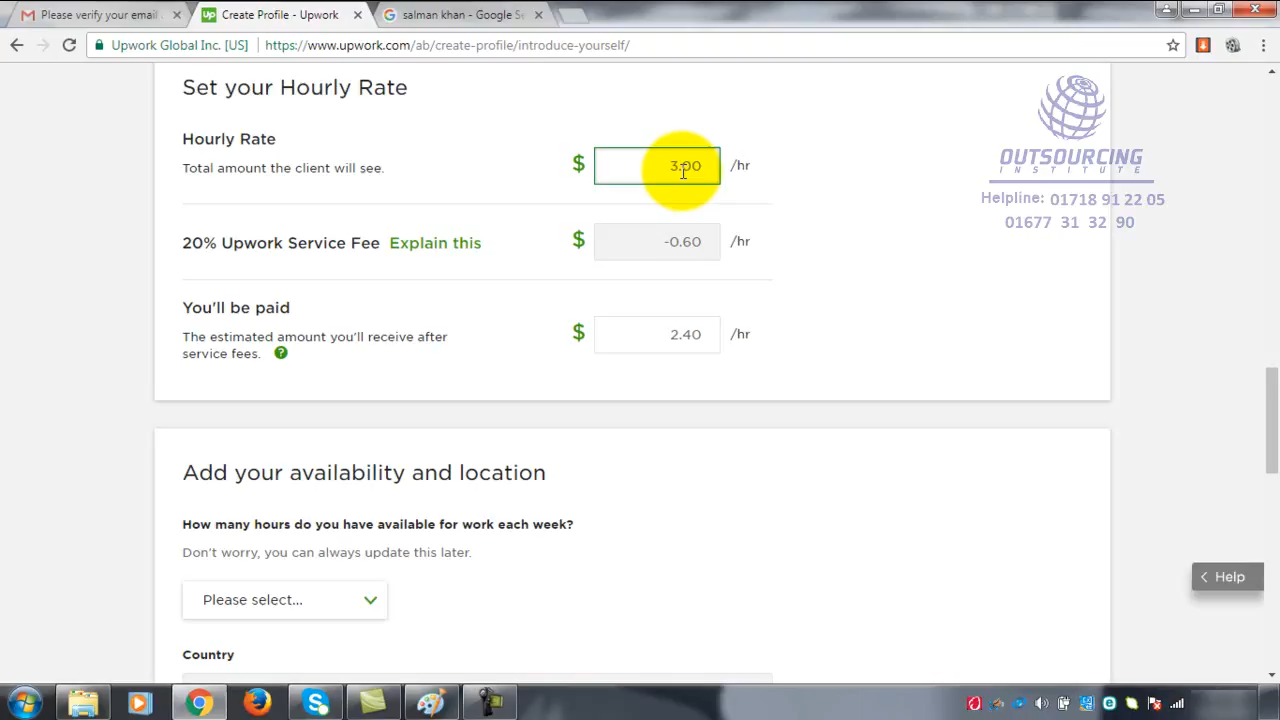 Please verify your email
Create Profile - Upwork
salman khan - Google Se
Upwork Global Inc. [US]
https://www.upwork.com/ab/create-profile/introduce-yourself/
Set your Hourly Rate
Hourly Rate
Total amount the client will see.
$ 3.00 /hr
20% Upwork Service Fee Explain this
$ -0.60 /hr
You'll be paid
The estimated amount you'll receive after
service fees. ?
$ 2.40 /hr
OUTSOURCING
INSTITUTE
Helpline: 01718 91 22 05
01677 31 32 90
Add your availability and location
How many hours do you have available for work each week?
Don't worry, you can always update this later.
Please select...
Help
Country